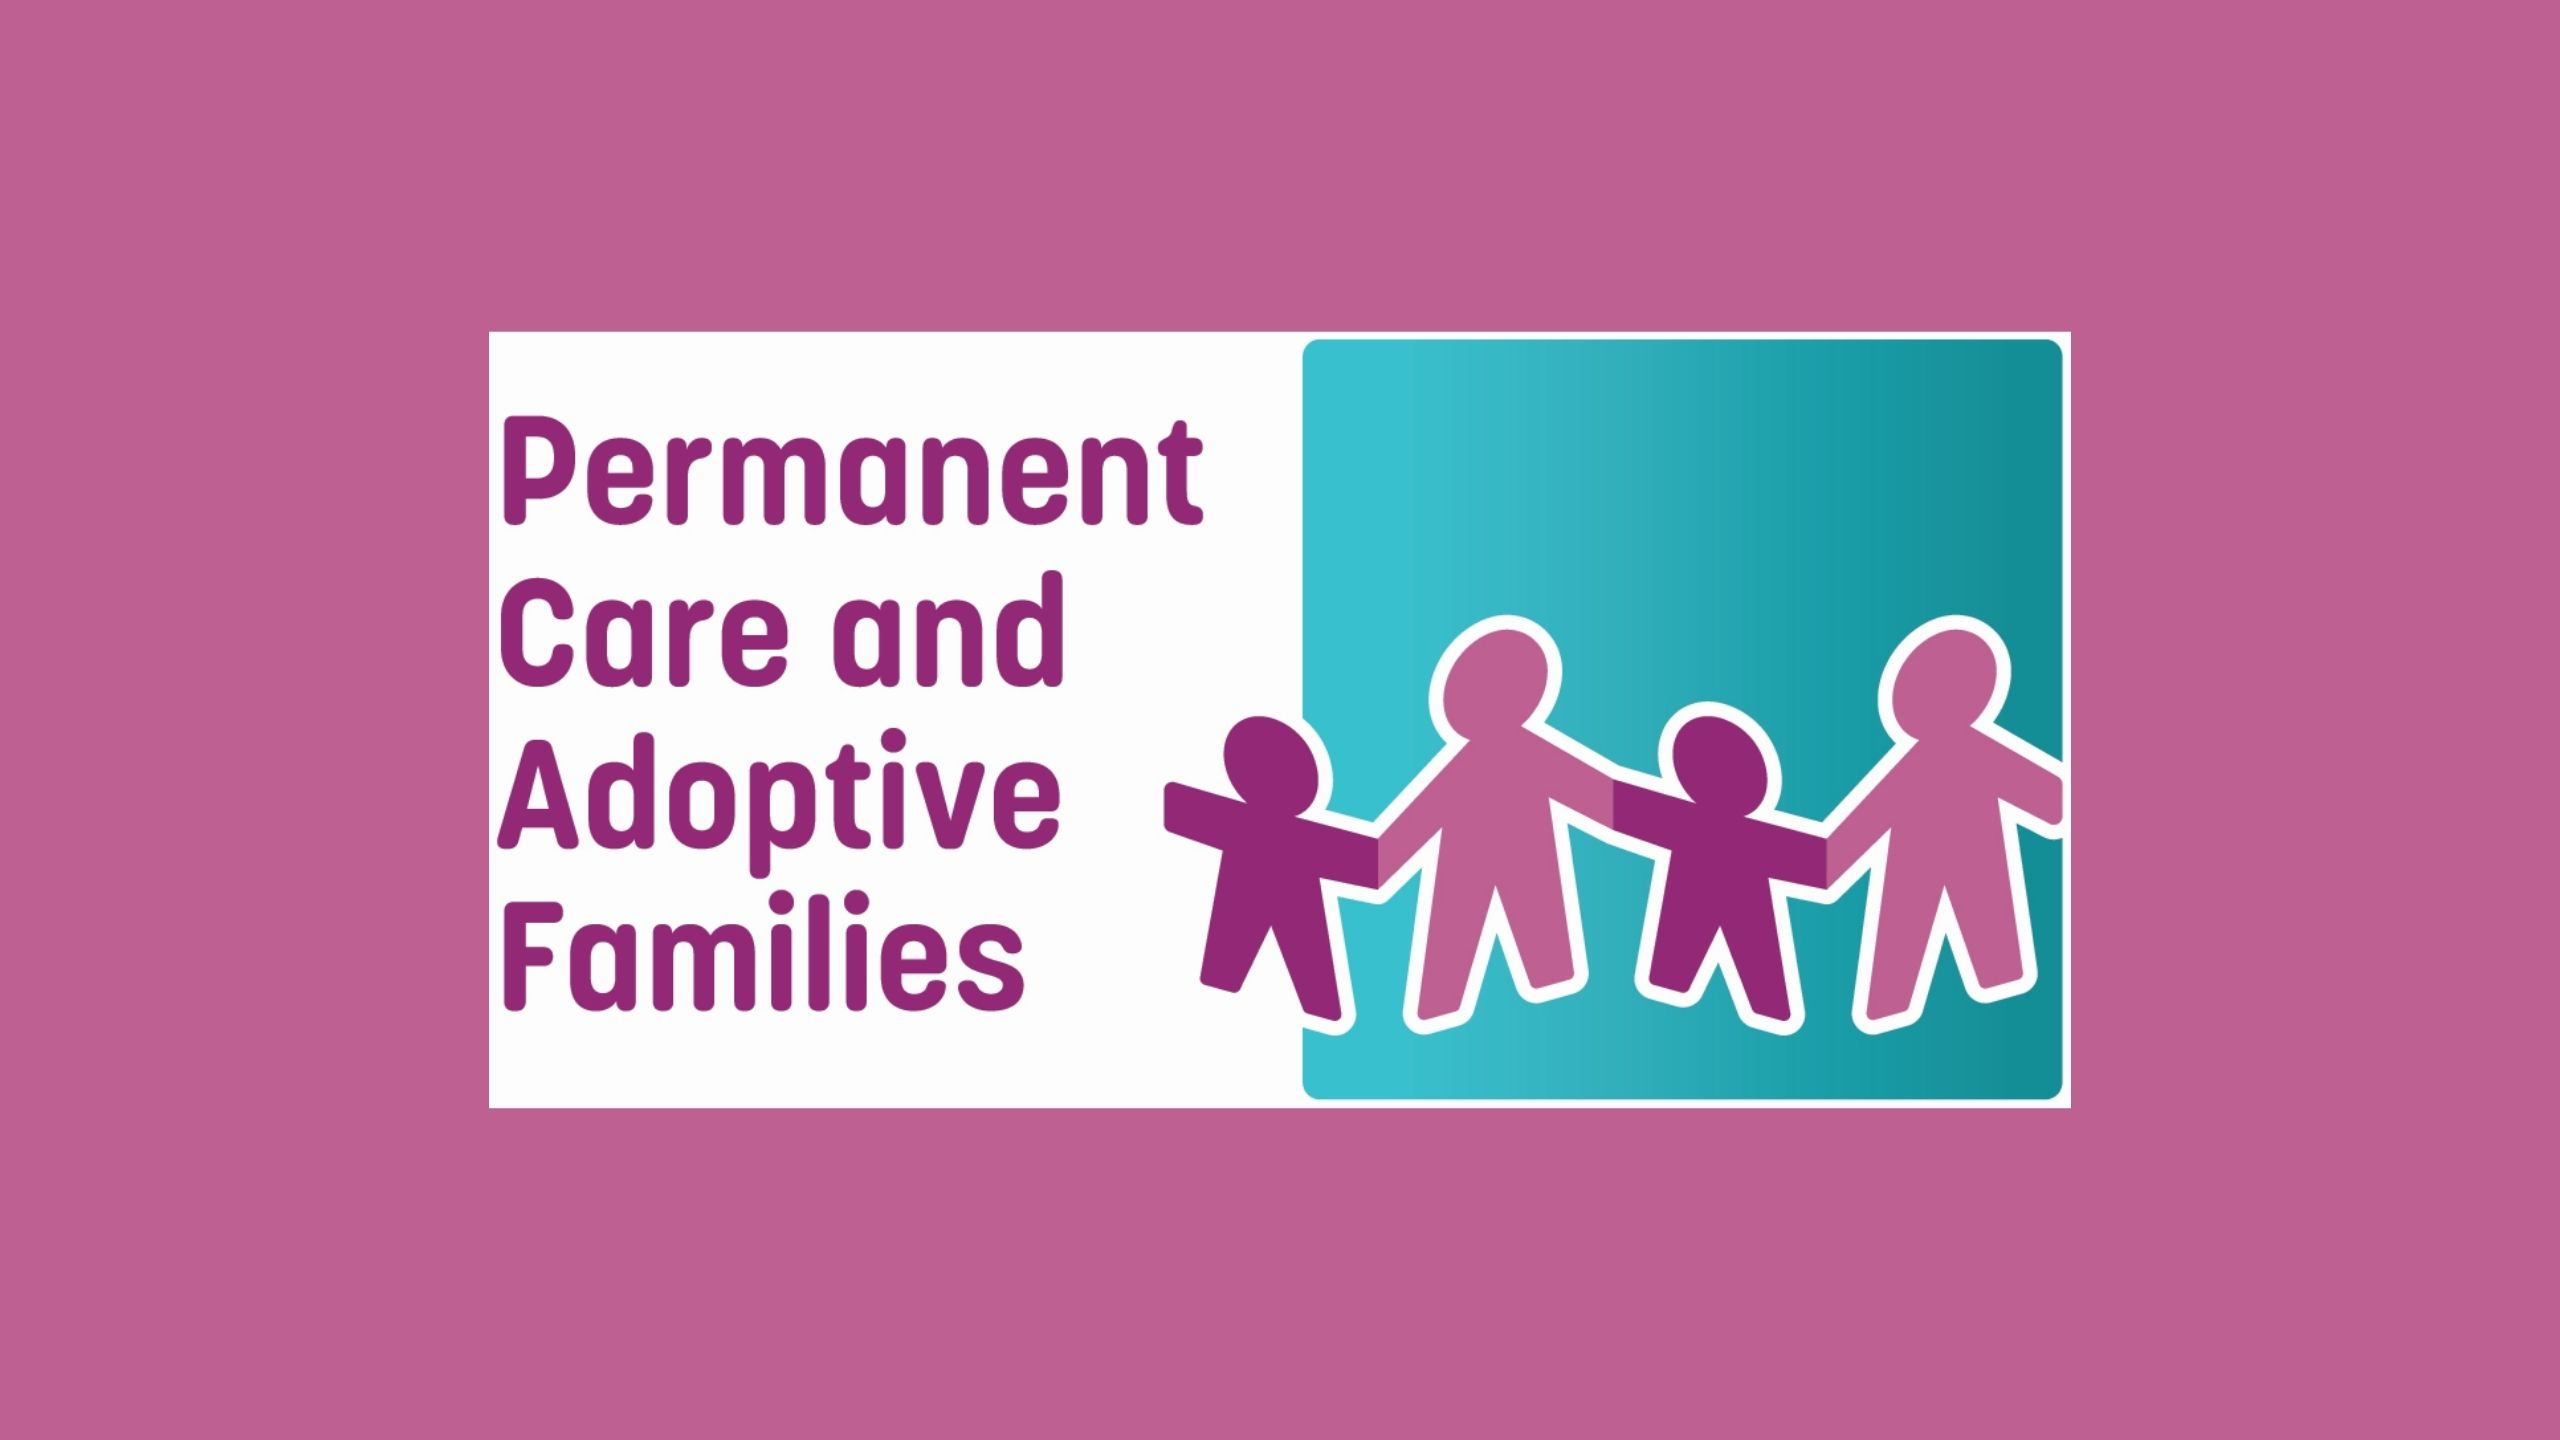 Permanent
Care and
Adoptive
Families